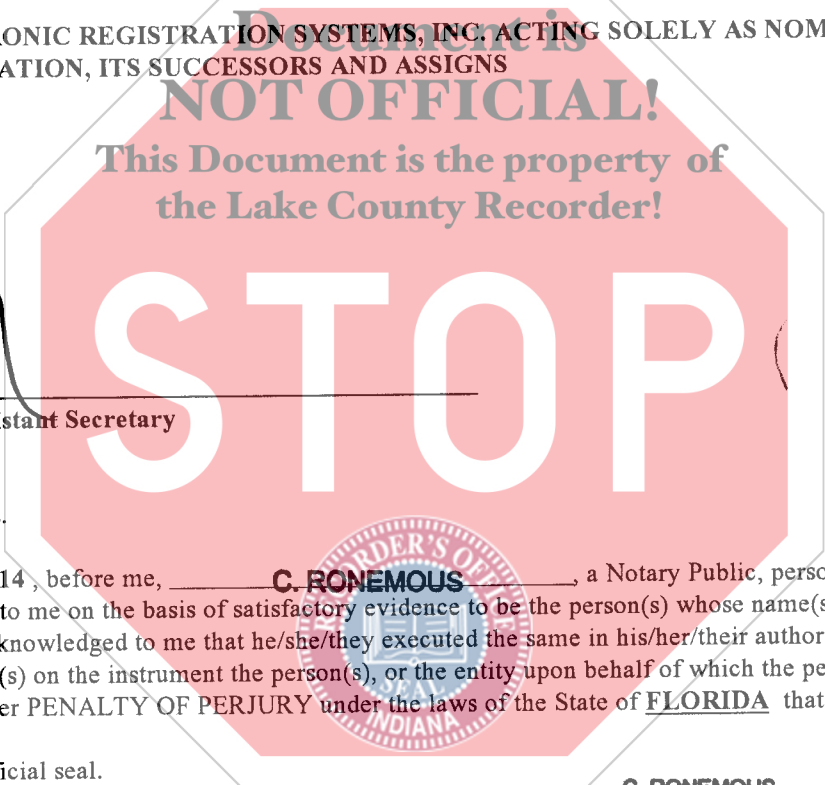 Document is
ONIC REGISTRATION SYSTEMS, INC. ACTING SOLELY AS NOM
ATION, ITS SUCCESSORS AND ASSIGNS
NOT OFFICIAL!
This Document is the property of
the Lake County Recorder!
STOP
stant Secretary
14 , before me, C. RONEMOUS , a Notary Public, perso
to me on the basis of satisfactory evidence to be the person(s) whose name(s
knowledged to me that he/she/they executed the same in his/her/their author
(s) on the instrument the person(s), or the entity upon behalf of which the pe
er PENALTY OF PERJURY under the laws of the State of FLORIDA that
RECORDER'S OFFICE
SEAL
INDIANA
icial seal.
C. RONEMOUS